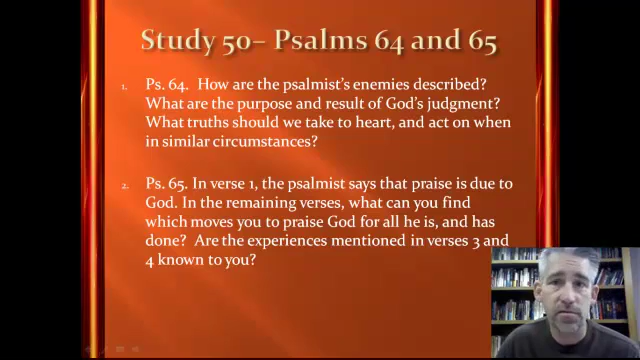 Study 50– Psalms 64 and 65
1. Ps. 64. How are the psalmist's enemies described?
What are the purpose and result of God's judgment?
What truths should we take to heart, and act on when
in similar circumstances?
2. Ps. 65. In verse 1, the psalmist says that praise is due to
God. In the remaining verses, what can you find
which moves you to praise God for all he is, and has
done? Are the experiences mentioned in verses 3 and
4 known to you?